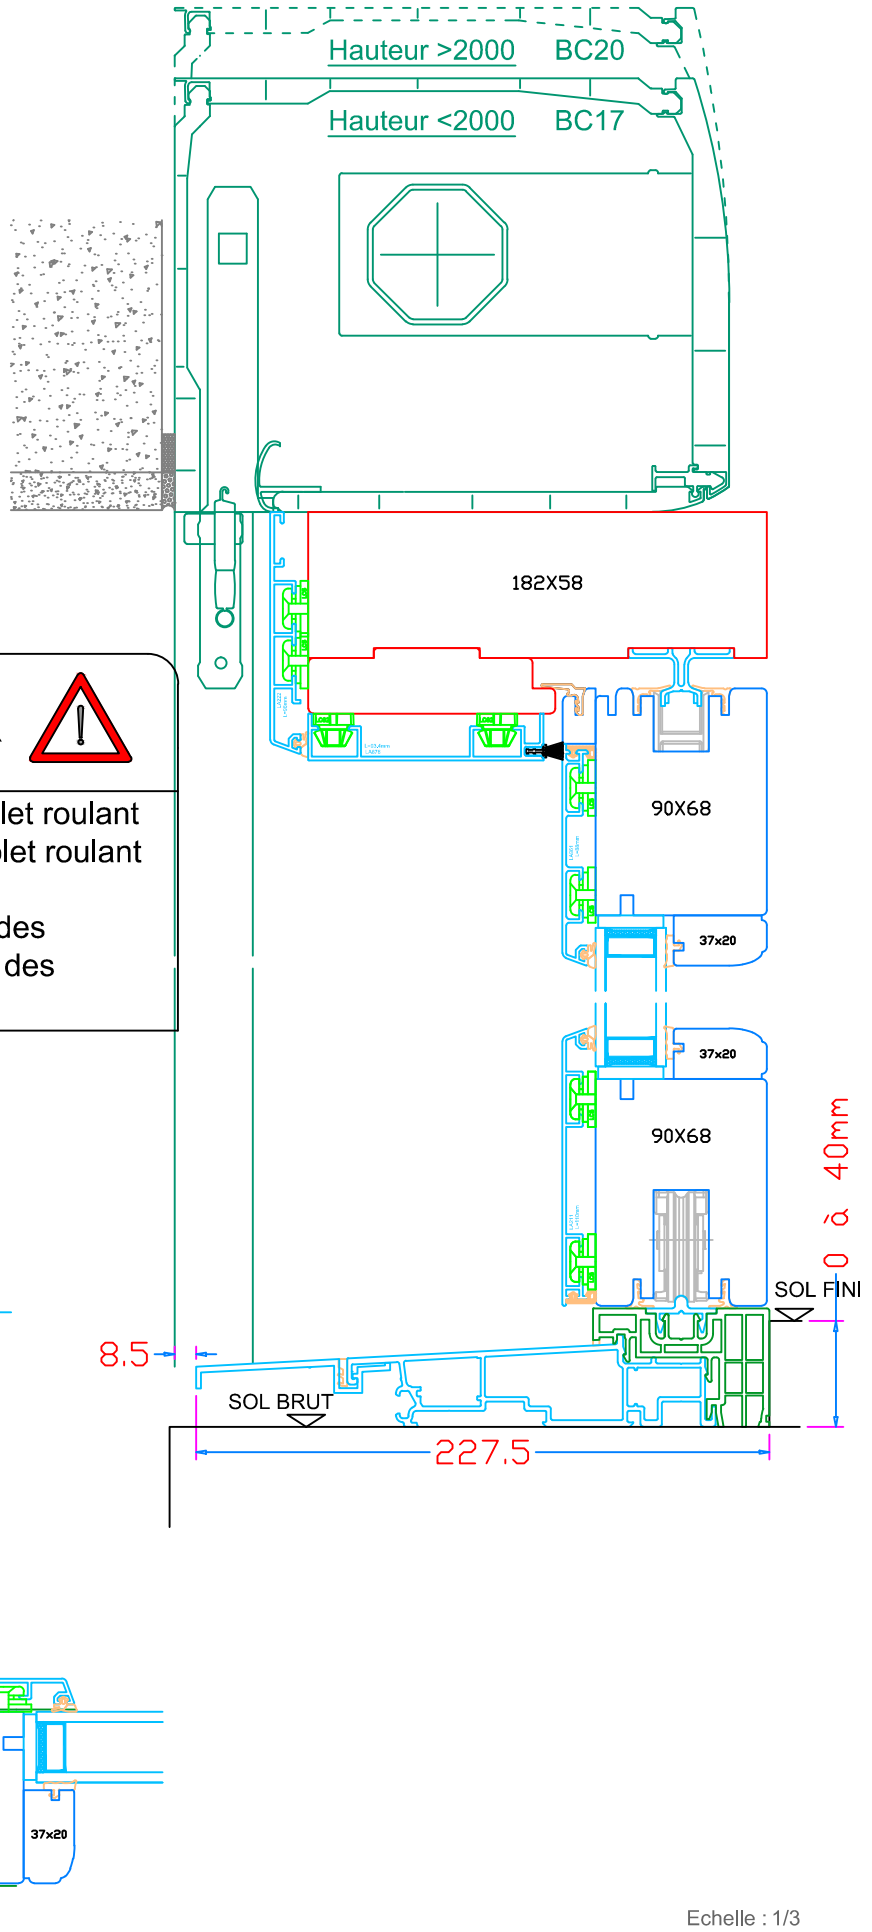 Hauteur >2000 BC20
Hauteur <2000 BC17
182X58
let roulant
olet roulant
des
des
90X68
37x20
37x20
90X68
0 à 40mm
SOL FINI
8.5
SOL BRUT
227.5
37x20
Echelle : 1/3